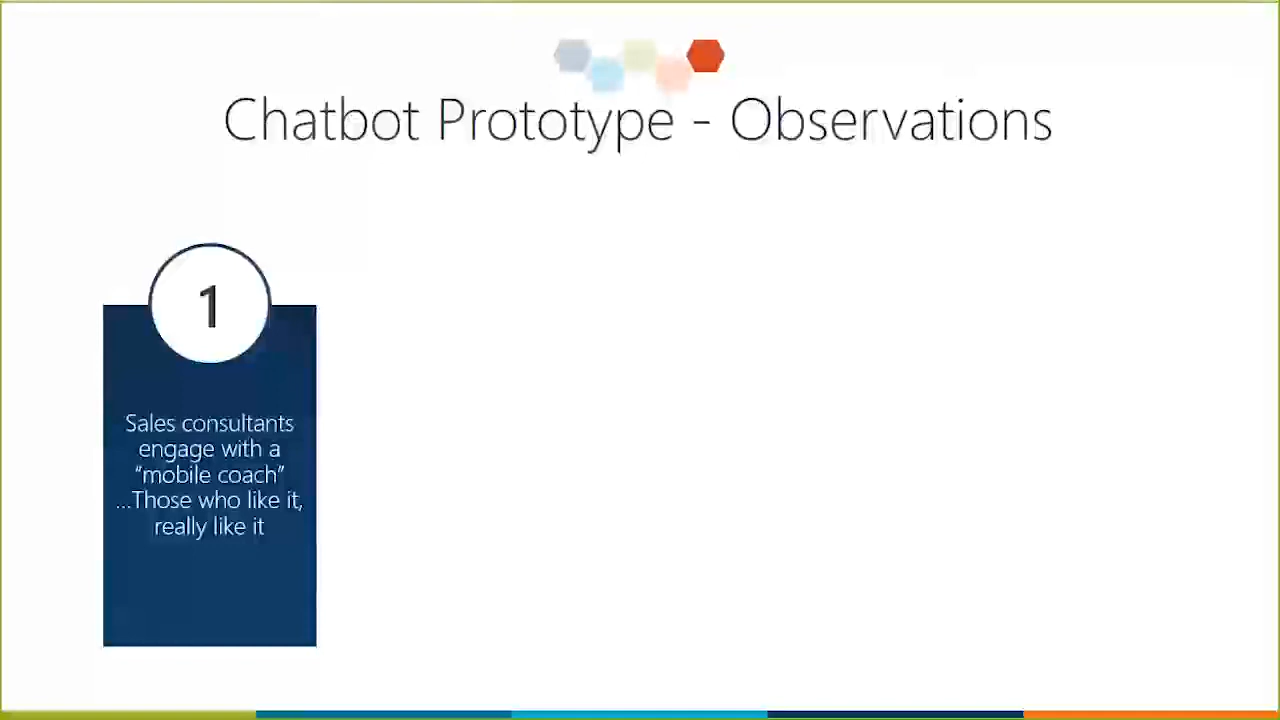 Chatbot Prototype - Observations
1
Sales consultants
engage with a
“mobile coach”
...Those who like it,
really like it